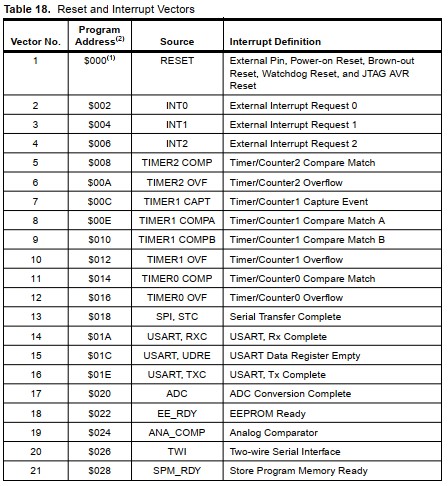 Table 18. Reset and Interrupt Vectors
Vector No. Program Address(2) Source Interrupt Definition
1 $000(1) RESET External Pin, Power-on Reset, Brown-out
Reset, Watchdog Reset, and JTAG AVR
Reset
2 $002 INT0 External Interrupt Request 0
3 $004 INT1 External Interrupt Request 1
4 $006 INT2 External Interrupt Request 2
5 $008 TIMER2 COMP Timer/Counter2 Compare Match
6 $00A TIMER2 OVF Timer/Counter2 Overflow
7 $00C TIMER1 CAPT Timer/Counter1 Capture Event
8 $00E TIMER1 COMPA Timer/Counter1 Compare Match A
9 $010 TIMER1 COMPB Timer/Counter1 Compare Match B
10 $012 TIMER1 OVF Timer/Counter1 Overflow
11 $014 TIMER0 COMP Timer/Counter0 Compare Match
12 $016 TIMER0 OVF Timer/Counter0 Overflow
13 $018 SPI, STC Serial Transfer Complete
14 $01A USART, RXC USART, Rx Complete
15 $01C USART, UDRE USART Data Register Empty
16 $01E USART, TXC USART, Tx Complete
17 $020 ADC ADC Conversion Complete
18 $022 EE_RDY EEPROM Ready
19 $024 ANA_COMP Analog Comparator
20 $026 TWI Two-wire Serial Interface
21 $028 SPM_RDY Store Program Memory Ready